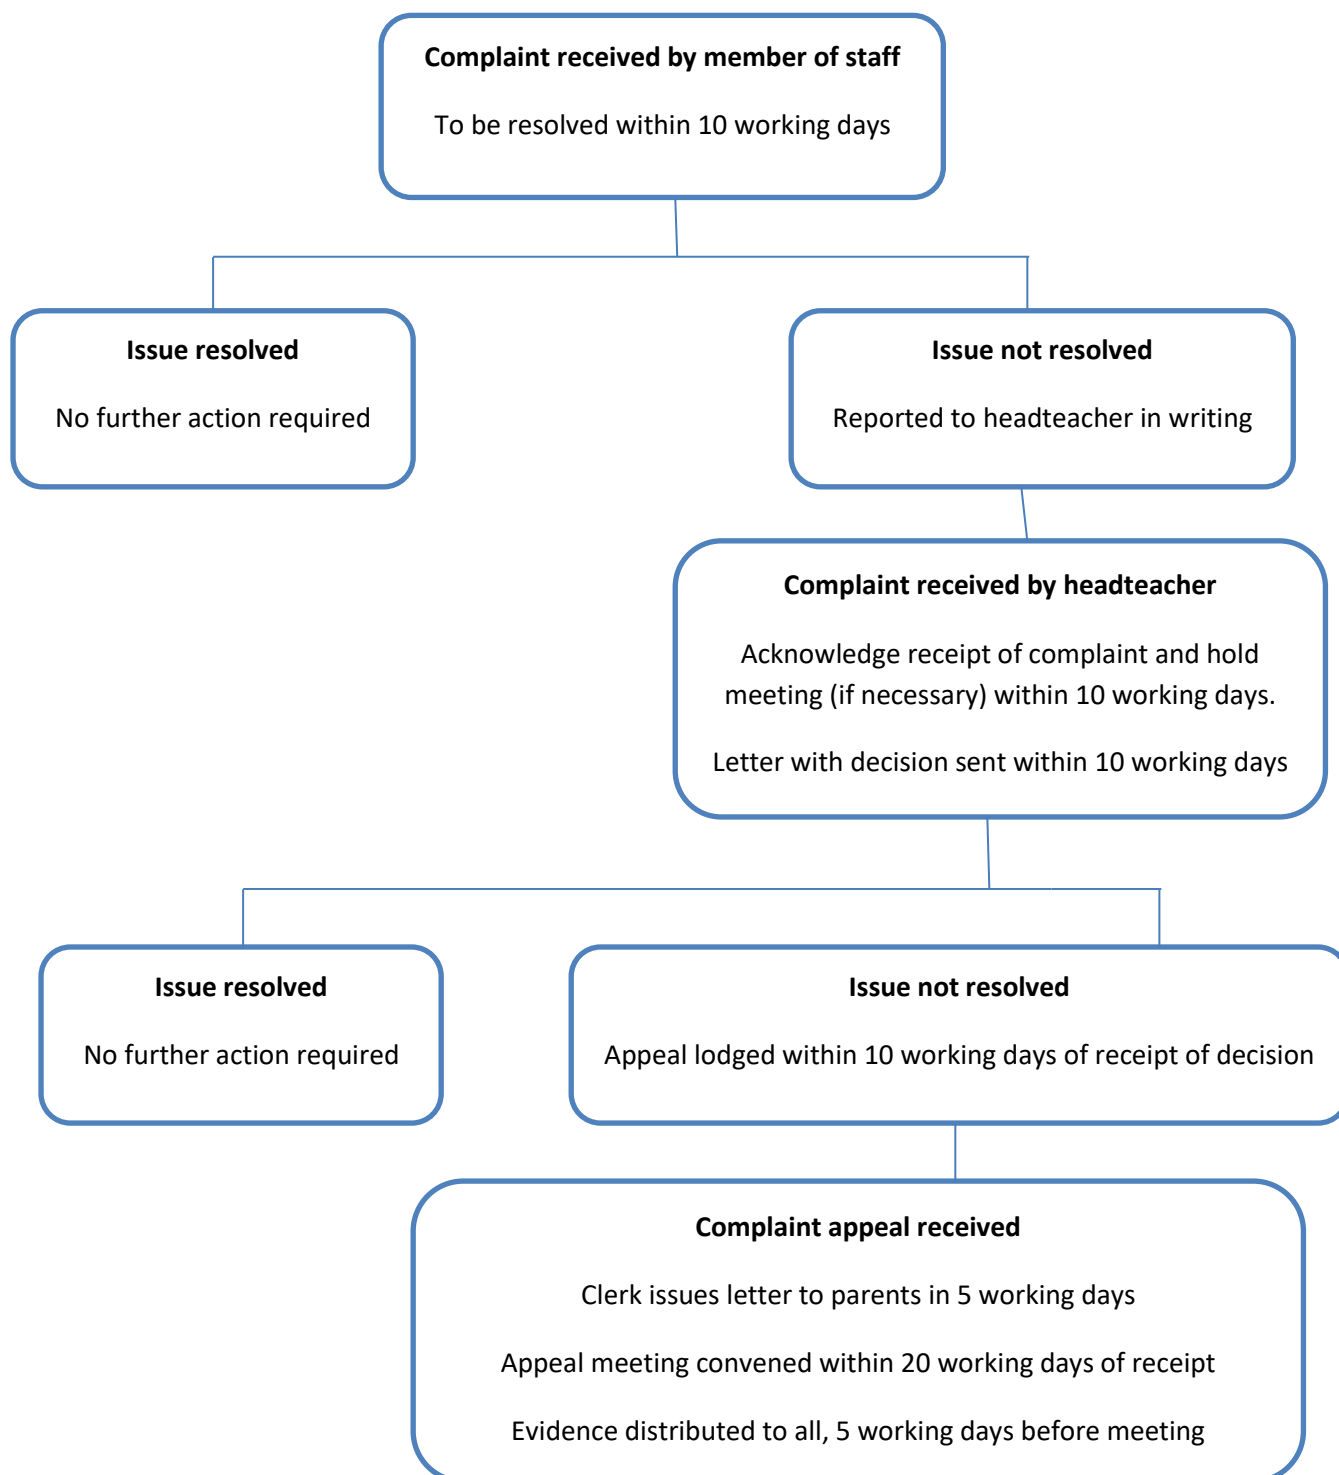 Complaint received by member of staff
To be resolved within 10 working days
Issue resolved
No further action required
Issue not resolved
Reported to headteacher in writing
Complaint received by headteacher
Acknowledge receipt of complaint and hold
meeting (if necessary) within 10 working days.
Letter with decision sent within 10 working days
Issue resolved
No further action required
Issue not resolved
Appeal lodged within 10 working days of receipt of decision
Complaint appeal received
Clerk issues letter to parents in 5 working days
Appeal meeting convened within 20 working days of receipt
Evidence distributed to all, 5 working days before meeting